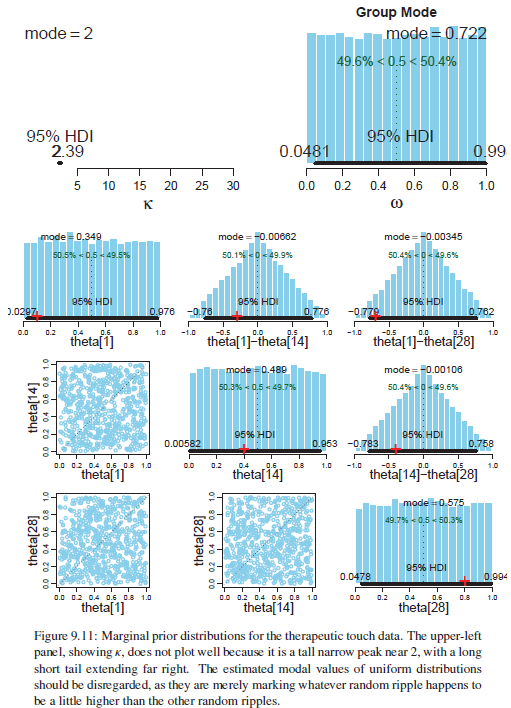 Group Mode
mode = 2
mode = 0.722
49.6% < 0.5 < 50.4%
95% HDI
2.39
95% HDI
0.0481
0.99
5 10 15 20 25 30
0.0 0.2 0.4 0.6 0.8 1.0
κ
ω
mode = 0.349
mode = −0.00662
mode = −0.00345
50.5% < 0.5 < 49.5%
50.1% < 0 < 49.9%
50.4% < 0 < 49.6%
95% HDI
95% HDI
95% HDI
0.0297
0.976
−0.76
0.776
−0.779
0.762
0.0 0.2 0.4 0.6 0.8 1.0
−1.0 −0.5 0.0 0.5 1.0
−1.0 −0.5 0.0 0.5 1.0
theta[1]
theta[1]−theta[14]
theta[1]−theta[28]
theta[14]
0.0 0.2 0.4 0.6 0.8 1.0
0.0 0.2 0.4 0.6 0.8 1.0
theta[1]
mode = 0.489
50.3% < 0.5 < 49.7%
95% HDI
0.00582
0.953
0.0 0.2 0.4 0.6 0.8 1.0
theta[14]
mode = −0.00106
50.4% < 0 < 49.6%
95% HDI
−0.783
0.758
−1.0 −0.5 0.0 0.5 1.0
theta[14]−theta[28]
theta[28]
0.0 0.2 0.4 0.6 0.8 1.0
0.0 0.2 0.4 0.6 0.8 1.0
theta[1]
theta[28]
0.0 0.2 0.4 0.6 0.8 1.0
0.0 0.2 0.4 0.6 0.8 1.0
theta[14]
mode = 0.575
49.7% < 0.5 < 50.3%
95% HDI
0.0478
0.994
0.0 0.2 0.4 0.6 0.8 1.0
theta[28]
Figure 9.11: Marginal prior distributions for the therapeutic touch data. The upper-left
panel, showing κ, does not plot well because it is a tall narrow peak near 2, with a long
short tail extending far right. The estimated modal values of uniform distributions
should be disregarded, as they are merely marking whatever random ripple happens to
be a little higher than the other random ripples.